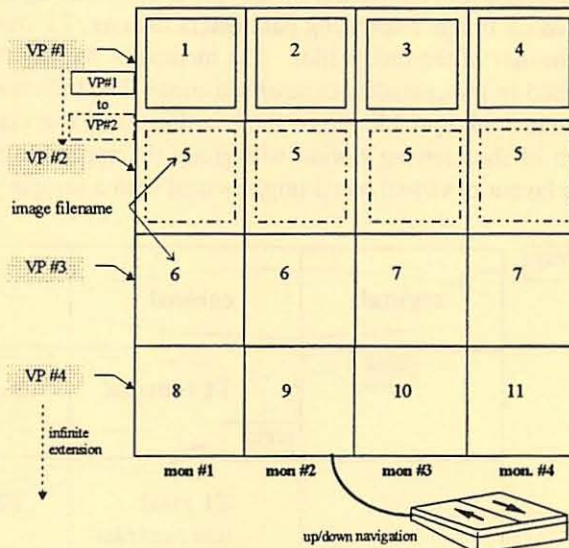 VP #1
1 2 3 4
VP#1
to
VP#2
VP #2
5 5 5 5
image filename
VP #3
6 6 7 7
VP #4
8 9 10 11
infinite
extension
mon #1 mon #2 mon #3 mon. #4
up/down navigation